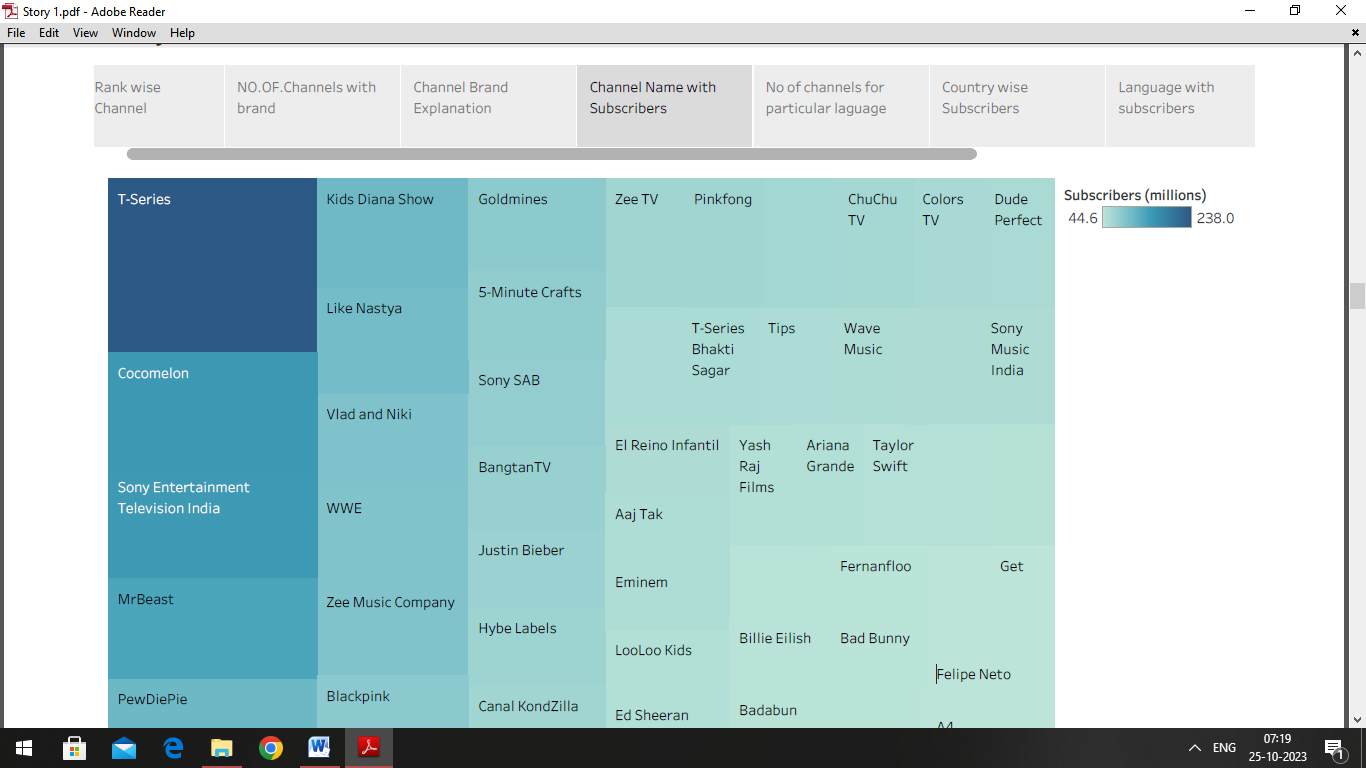 Story 1.pdf - Adobe Reader
File Edit View Window Help
Rank wise
Channel
NO.OF.Channels with
brand
Channel Brand
Explanation
Channel Name with
Subscribers
No of channels for
particular laguage
Country wise
Subscribers
Language with
subscribers
T-Series
Cocomelon
Sony Entertainment
Television India
MrBeast
PewDiePie
Kids Diana Show
Like Nastya
Vlad and Niki
WWE
Zee Music Company
Blackpink
Goldmines
5-Minute Crafts
Sony SAB
BangtanTV
Justin Bieber
Hybe Labels
Canal KondZilla
Zee TV
Pinkfong
ChuChu
TV
Colors
TV
Dude
Perfect
T-Series
Bhakti
Sagar
Tips
Wave
Music
Sony
Music
India
El Reino Infantil
Aaj Tak
Eminem
LooLoo Kids
Ed Sheeran
Yash
Raj
Films
Ariana
Grande
Taylor
Swift
Billie Eilish
Badabun
Fernanfloo
Bad Bunny
Get
Felipe Neto
A4
Subscribers (millions)
44.6 238.0
ENG
07:19
25-10-2023
1